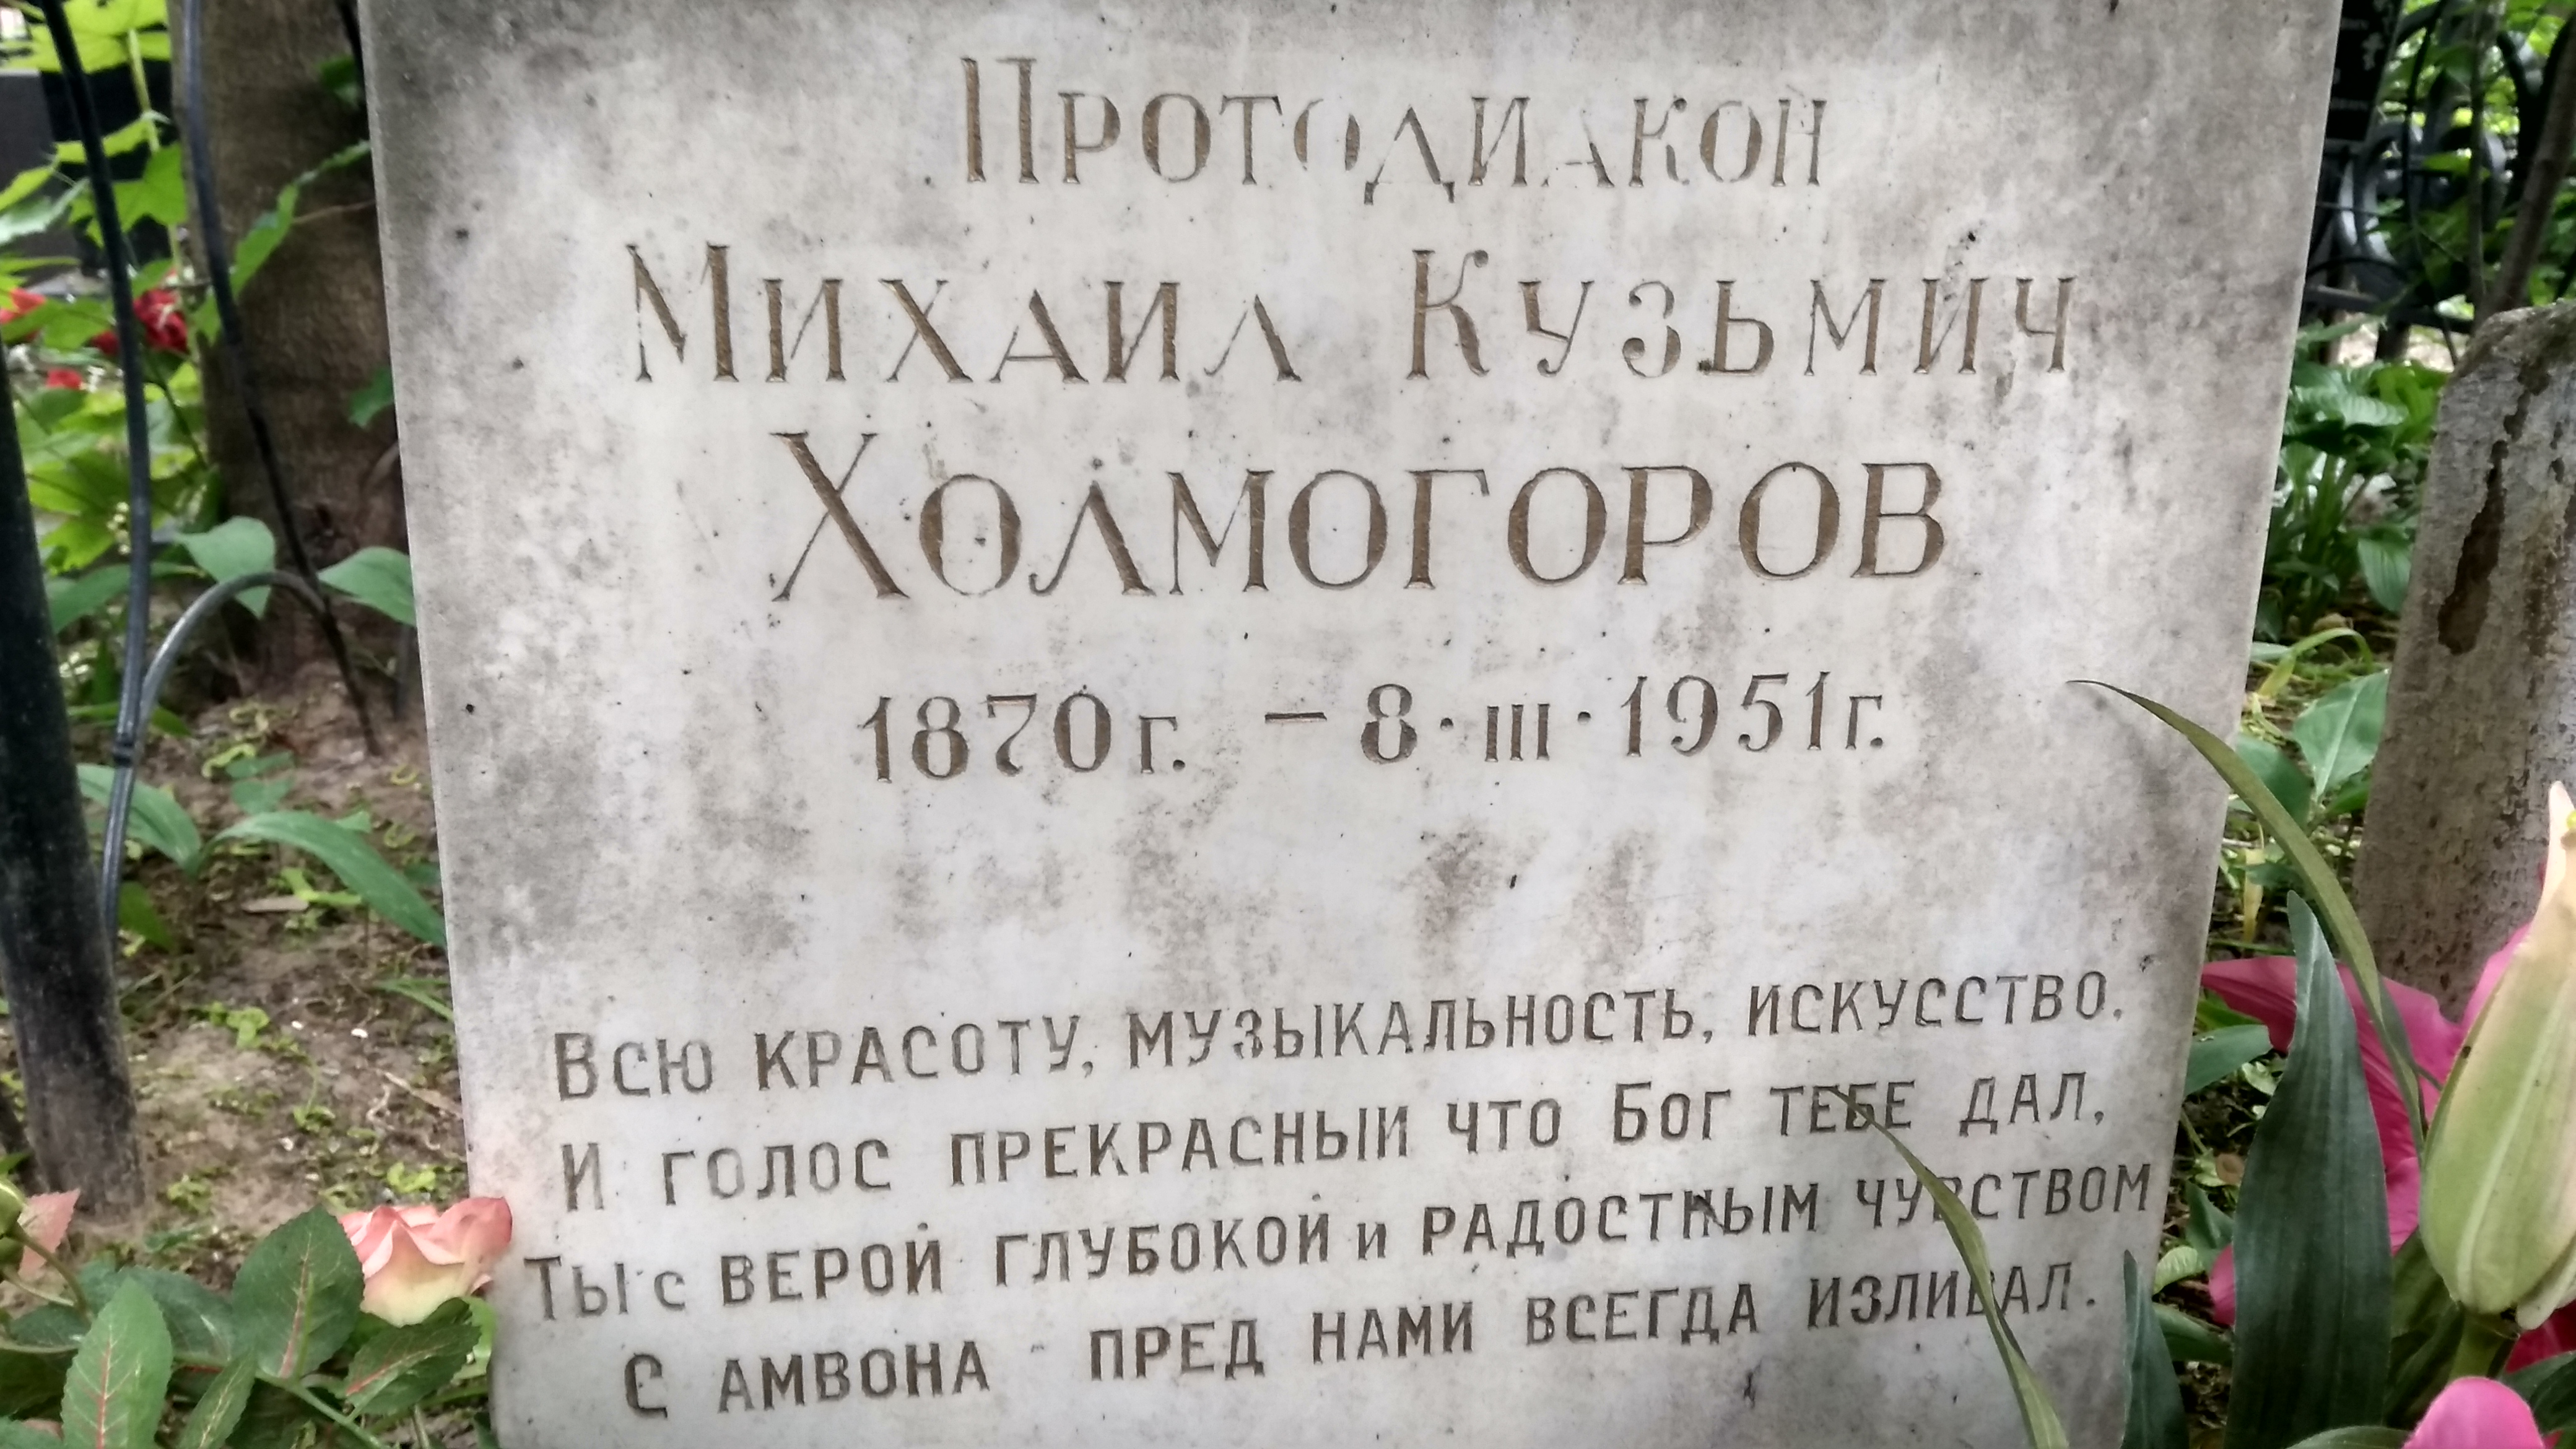 Протодиакон
Михаил Кузьмич
Холмогоров
1870 г. – 8·III·1951 г.
Всю красоту, музыкальность, искусство,
И голос прекрасный что Бог тебе дал,
Ты с верой глубокой и радостным чувством
С амвона - пред нами всегда изливал.